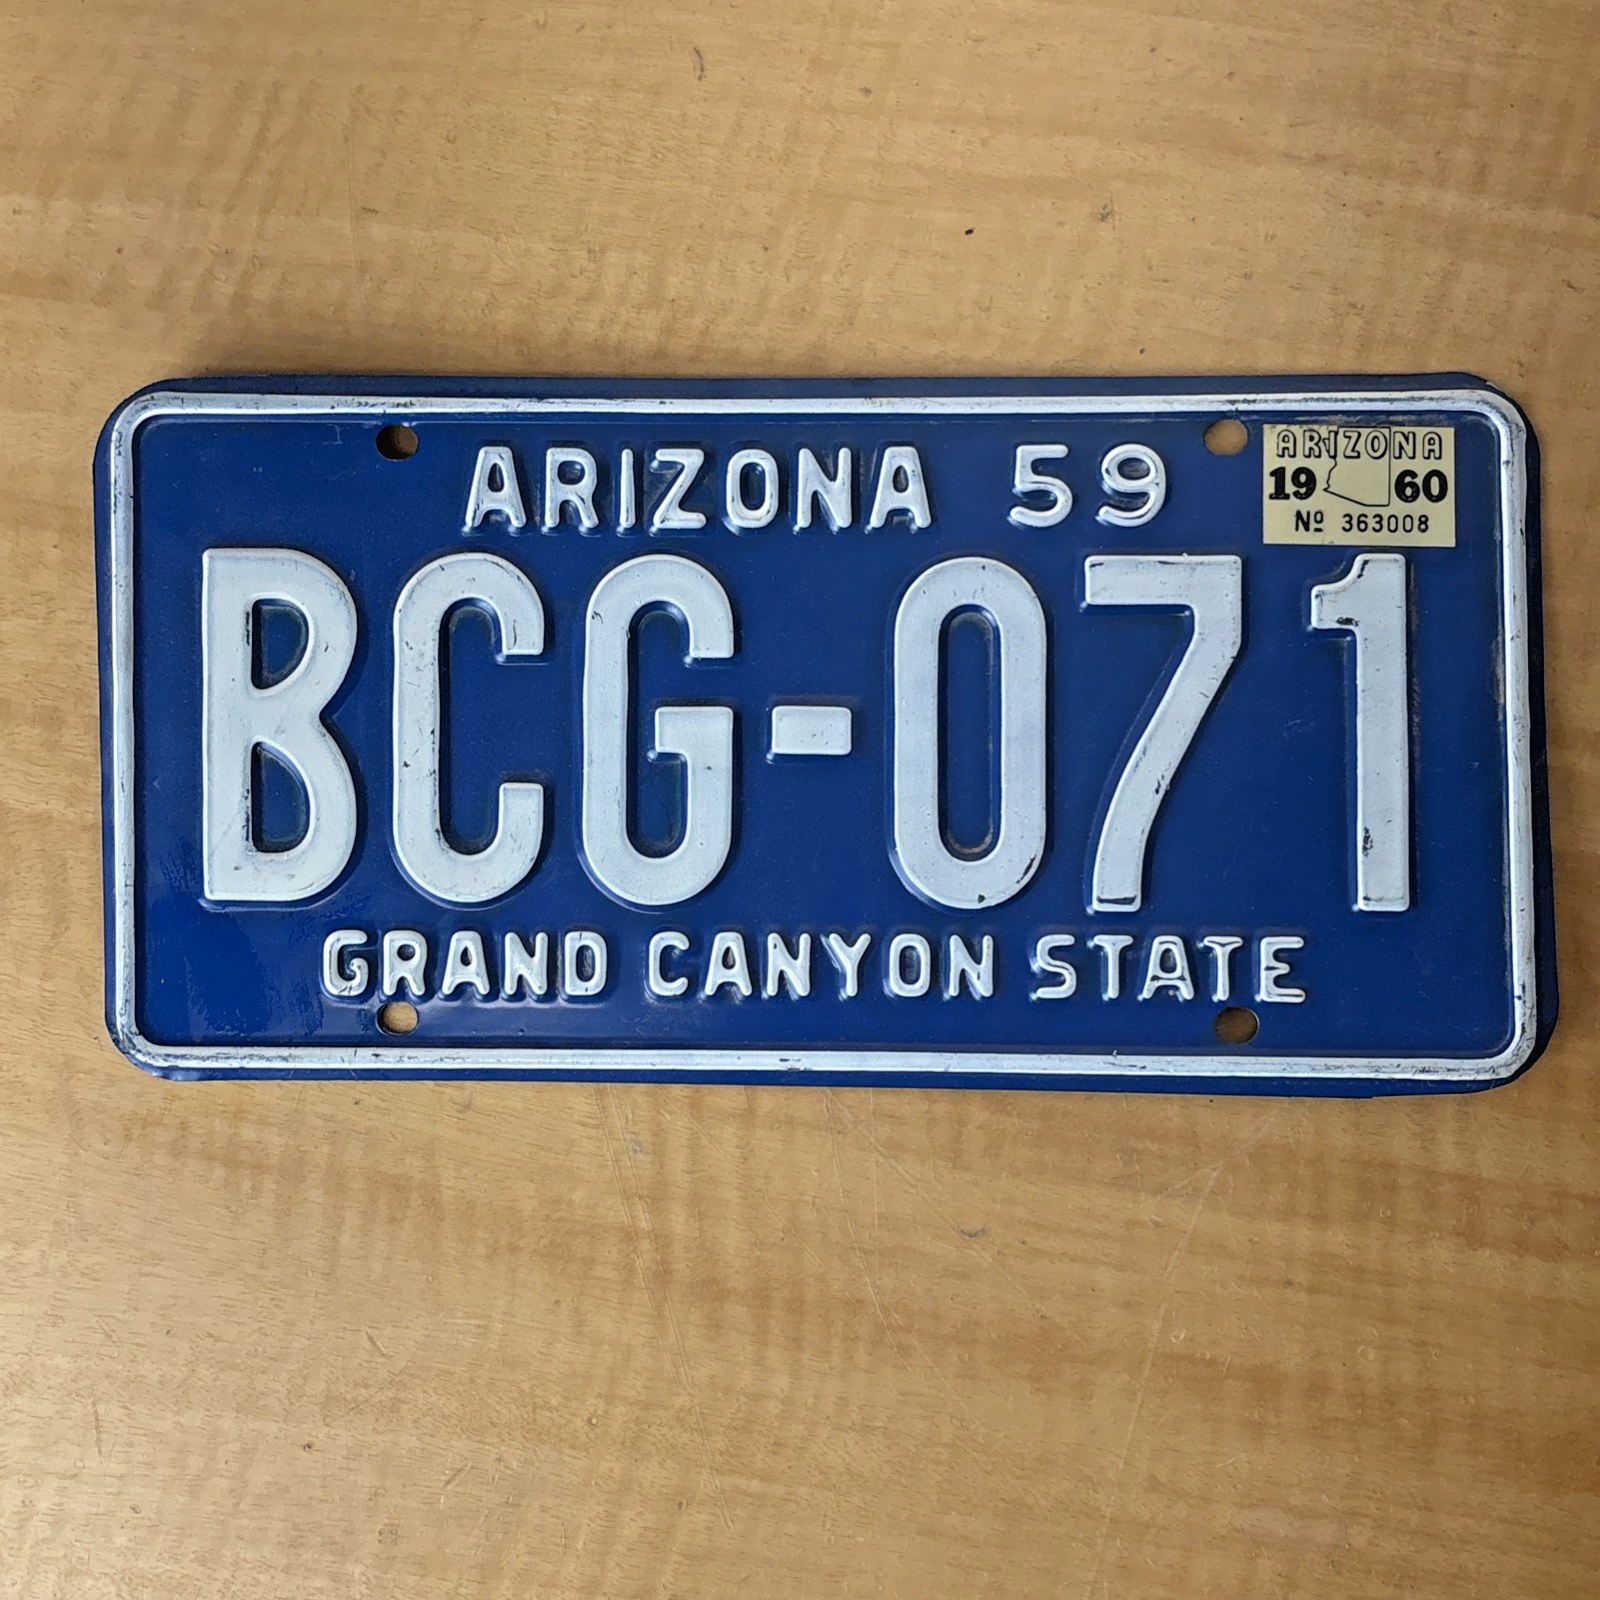 ARIZONA 59
ARIZONA
19 60
Nº 363008
BCG-071
GRAND CANYON STATE